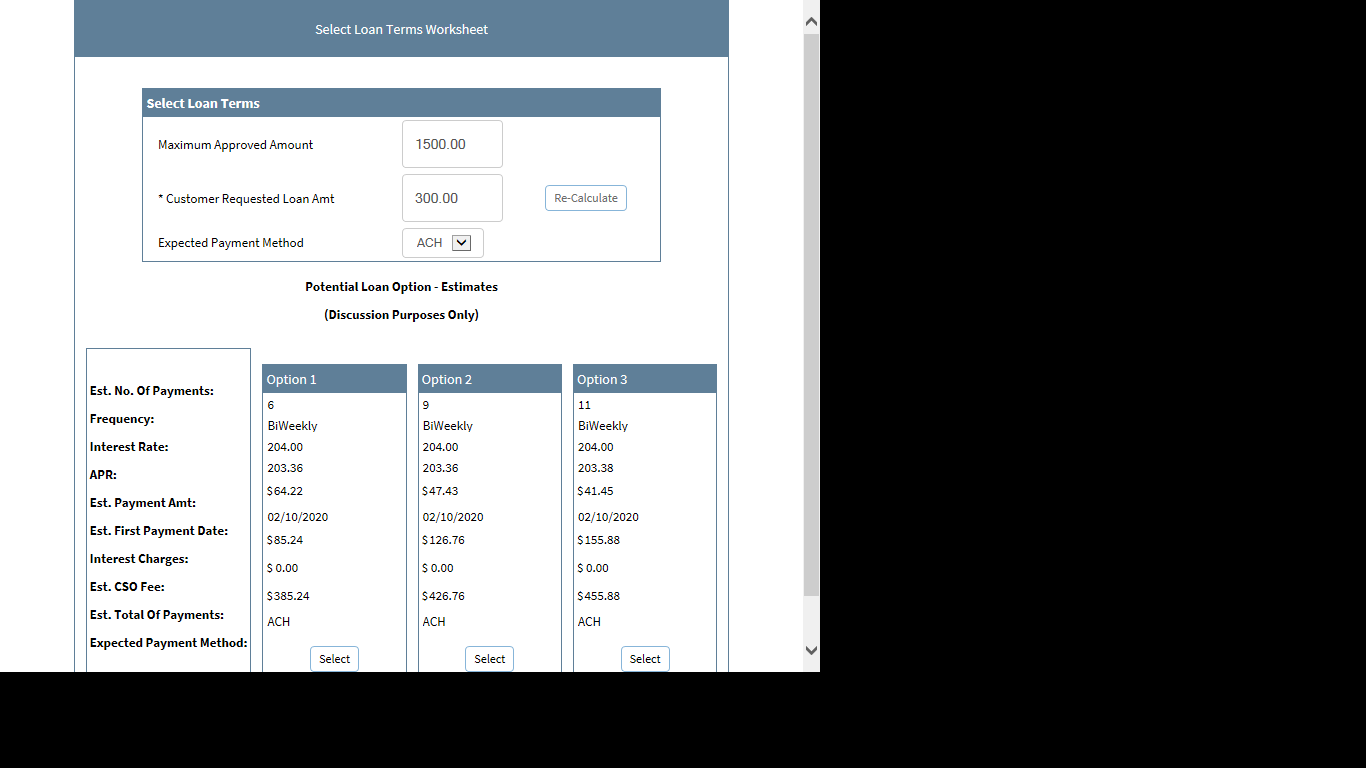 Select Loan Terms Worksheet
Select Loan Terms
Maximum Approved Amount 1500.00
* Customer Requested Loan Amt 300.00 Re-Calculate
Expected Payment Method ACH
Potential Loan Option - Estimates
(Discussion Purposes Only)
Est. No. Of Payments:
Frequency:
Interest Rate:
APR:
Est. Payment Amt:
Est. First Payment Date:
Interest Charges:
Est. CSO Fee:
Est. Total Of Payments:
Expected Payment Method:
Option 1
6
BiWeekly
204.00
203.36
$64.22
02/10/2020
$85.24
$ 0.00
$385.24
ACH
Select
Option 2
9
BiWeekly
204.00
203.36
$47.43
02/10/2020
$126.76
$ 0.00
$426.76
ACH
Select
Option 3
11
BiWeekly
204.00
203.38
$41.45
02/10/2020
$155.88
$ 0.00
$455.88
ACH
Select